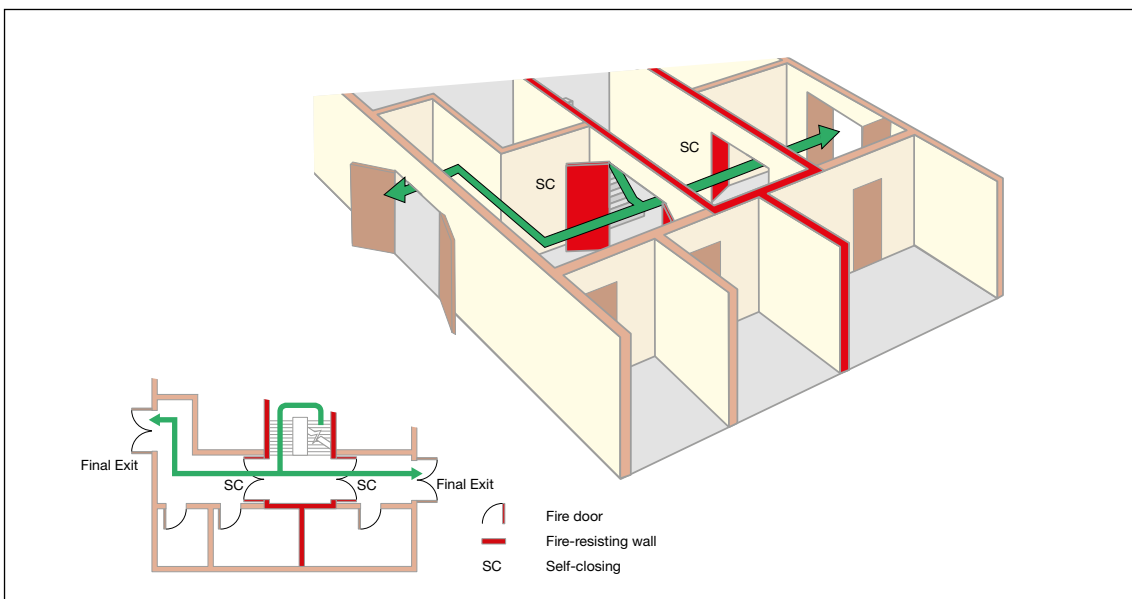 SC
SC
Final Exit
SC
SC
Final Exit
Fire door
Fire-resisting wall
SC
Self-closing